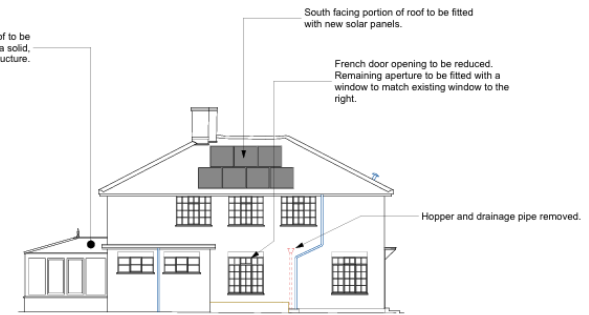 South facing portion of roof to be fitted
with new solar panels.
of to be
a solid,
ucture.
French door opening to be reduced.
Remaining aperture to be fitted with a
window to match existing window to the
right.
Hopper and drainage pipe removed.